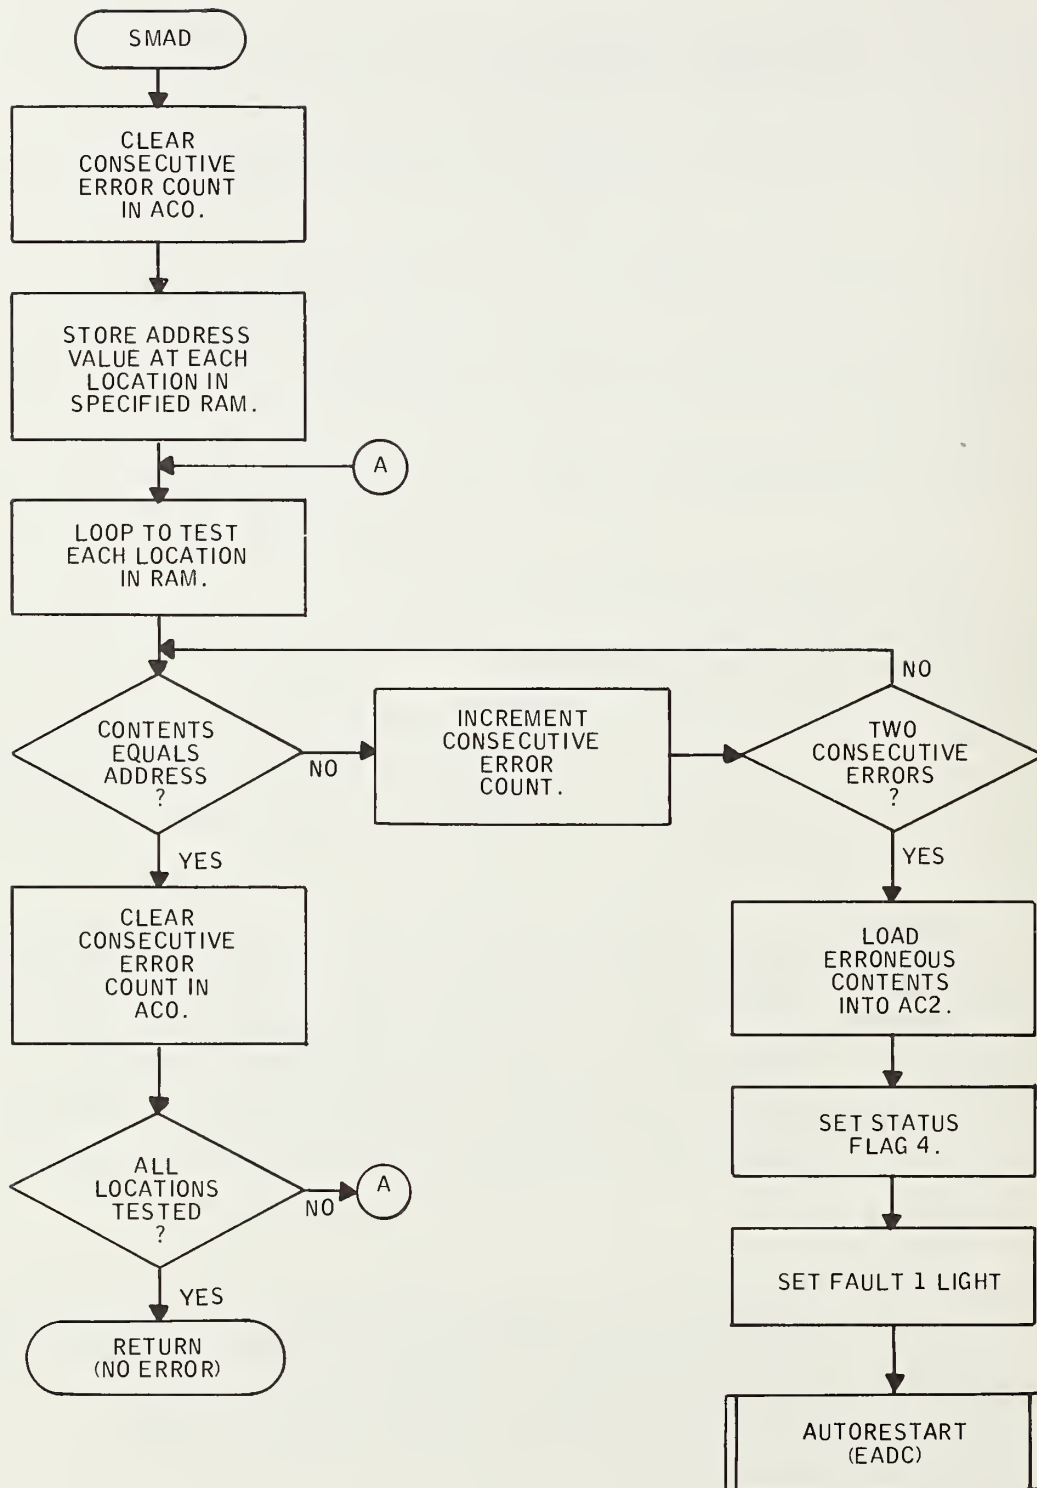 SMAD
CLEAR
CONSECUTIVE
ERROR COUNT
IN AC0.
STORE ADDRESS
VALUE AT EACH
LOCATION IN
SPECIFIED RAM.
A
LOOP TO TEST
EACH LOCATION
IN RAM.
CONTENTS
EQUALS
ADDRESS
?
NO
INCREMENT
CONSECUTIVE
ERROR
COUNT.
TWO
CONSECUTIVE
ERRORS
?
NO
YES
YES
CLEAR
CONSECUTIVE
ERROR
COUNT IN
AC0.
ALL
LOCATIONS
TESTED
?
NO
A
YES
RETURN
(NO ERROR)
LOAD
ERRONEOUS
CONTENTS
INTO AC2.
SET STATUS
FLAG 4.
SET FAULT 1 LIGHT
AUTORESTART
(EADC)